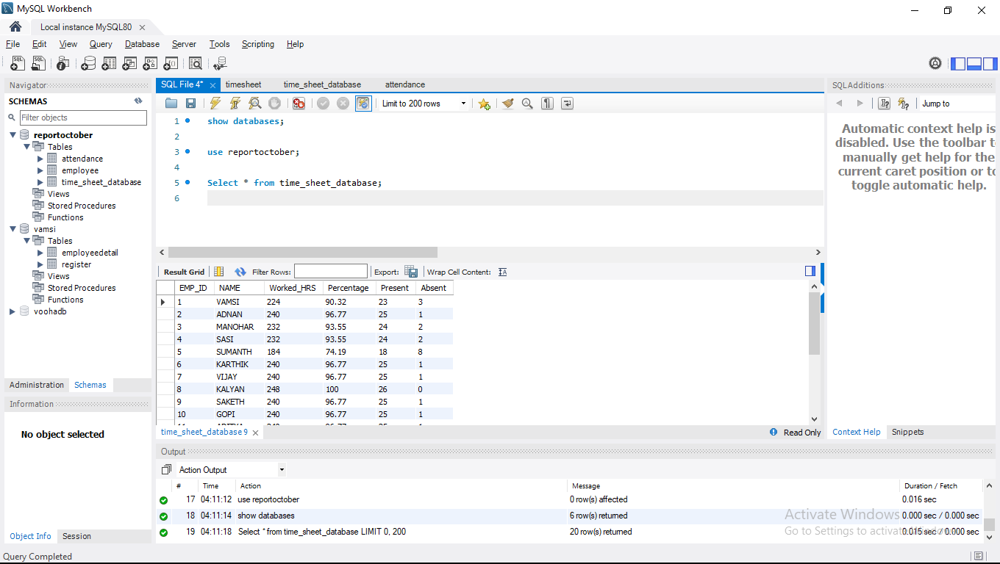 MySQL Workbench
Local instance MySQL80
File Edit View Query Database Server Tools Scripting Help
Navigator
SCHEMAS
Filter objects
reportoctober
Tables
attendance
employee
time_sheet_database
Views
Stored Procedures
Functions
vamsi
Tables
employeedetail
register
Views
Stored Procedures
Functions
voohadb
Administration Schemas
Information
No object selected
Object Info Session
SQL File 4* timesheet time_sheet_database attendance
Limit to 200 rows
1 show databases;
2
3 use reportoctober;
4
5 Select * from time_sheet_database;
6
Result Grid Filter Rows: Export: Wrap Cell Content:
EMP_ID NAME Worked_HRS Percentage Present Absent
1 VAMSI 224 90.32 23 3
2 ADNAN 240 96.77 25 1
3 MANOHAR 232 93.55 24 2
4 SASI 232 93.55 24 2
5 SUMANTH 184 74.19 18 8
6 KARTHIK 240 96.77 25 1
7 VIJAY 240 96.77 25 1
8 KALYAN 248 100 26 0
9 SAKETH 240 96.77 25 1
10 GOPI 240 96.77 25 1
time_sheet_database 9
Read Only
SQLAdditions
Jump to
Automatic context help is
disabled. Use the toolbar t
manually get help for the
current caret position or to
toggle automatic help.
Context Help Snippets
Output
Action Output
# Time Action Message Duration / Fetch
17 04:11:12 use reportoctober 0 row(s) affected 0.016 sec
18 04:11:14 show databases 6 row(s) returned 0.000 sec / 0.000 sec
19 04:11:18 Select * from time_sheet_database LIMIT 0, 200 20 row(s) returned 0.015 sec / 0.000 sec
Activate Windows
Go to Settings to activate Windows.
Query Completed